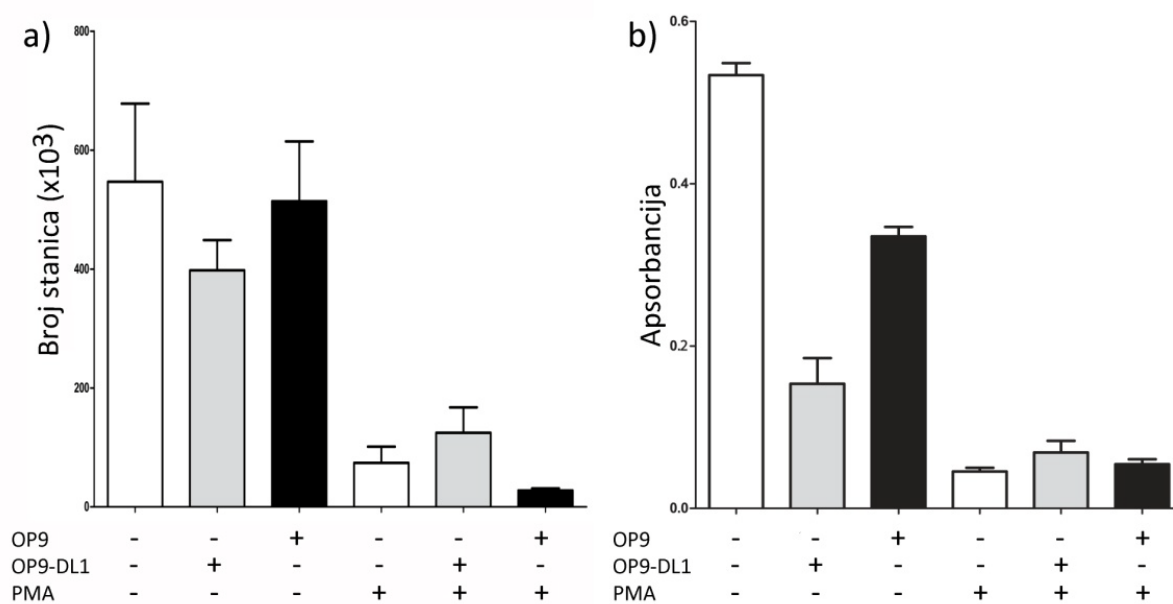 a)
Broj stanica (x10³)
800
600
400
200
0
OP9 - - + - - +
OP9-DL1 - + - - + -
PMA - - - + + +
b)
Apsorbancija
0.6
0.4
0.2
0.0
OP9 - - + - - +
OP9-DL1 - + - - + -
PMA - - - + + +